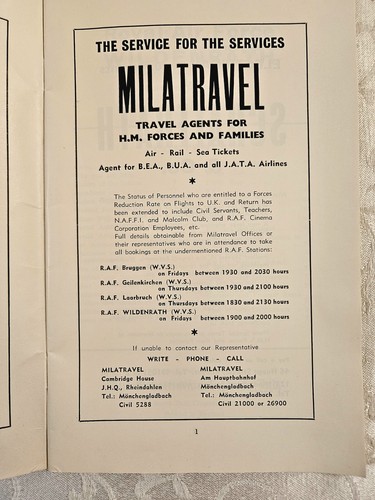 THE SERVICE FOR THE SERVICES
MILATRAVEL
TRAVEL AGENTS FOR
H.M. FORCES AND FAMILIES
Air - Rail - Sea Tickets
Agent for B.E.A., B.U.A. and all J.A.T.A. Airlines
*
The Status of Personnel who are entitled to a Forces
Reduction Rate on Flights to U.K. and Return has
been extended to include Civil Servants, Teachers,
N.A.F.F.I. and Malcolm Club, and R.A.F. Cinema
Corporation Employees, etc.
Full details obtainable from Milatravel Offices or
their representatives who are in attendance to take
all bookings at the undermentioned R.A.F. Stations:
R.A.F. Bruggen (W.V.S.)
on Fridays between 1930 and 2030 hours
R.A.F. Geilenkirchen (W.V.S.)
on Thursdays between 1930 and 2100 hours
R.A.F. Laarbruch (W.V.S.)
on Thursdays between 1830 and 2130 hours
R.A.F. WILDENRATH (W.V.S.)
on Fridays between 1900 and 2000 hours
*
If unable to contact our Representative
WRITE - PHONE - CALL
MILATRAVEL MILATRAVEL
Cambridge House Am Hauptbahnhof
J.H.Q., Rheindahlen Mönchengladbach
Tel.: Mönchengladbach Tel.: Mönchengladbach
Civil 5288 Civil 21000 or 26900
1